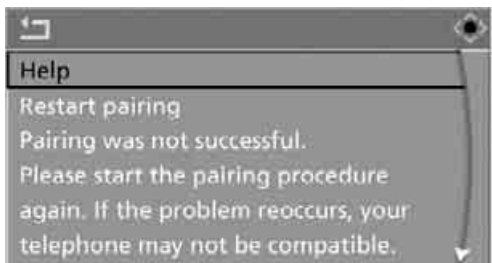 Help
Restart pairing
Pairing was not successful.
Please start the pairing procedure
again. If the problem reoccurs, your
telephone may not be compatible.